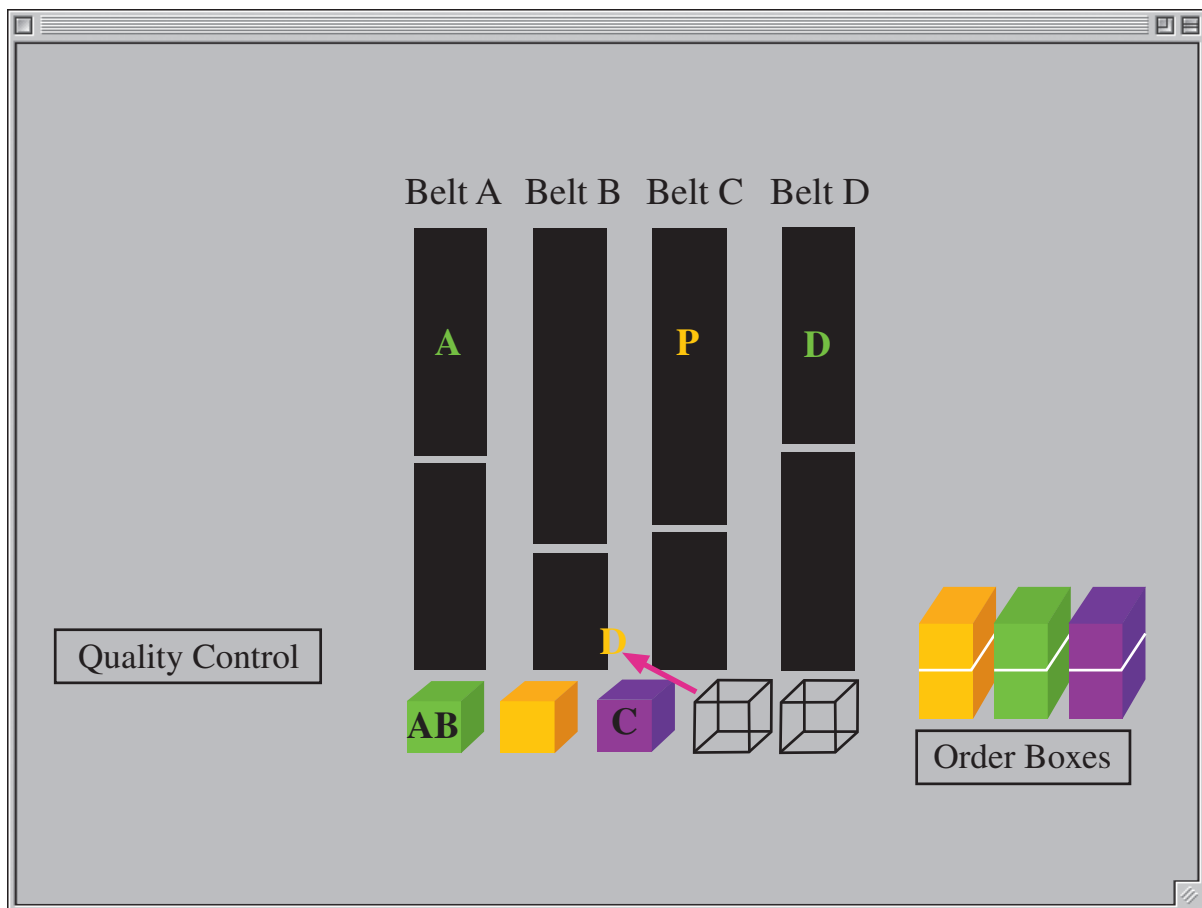 Belt A Belt B Belt C Belt D
A P D
D
Quality Control
AB C
Order Boxes